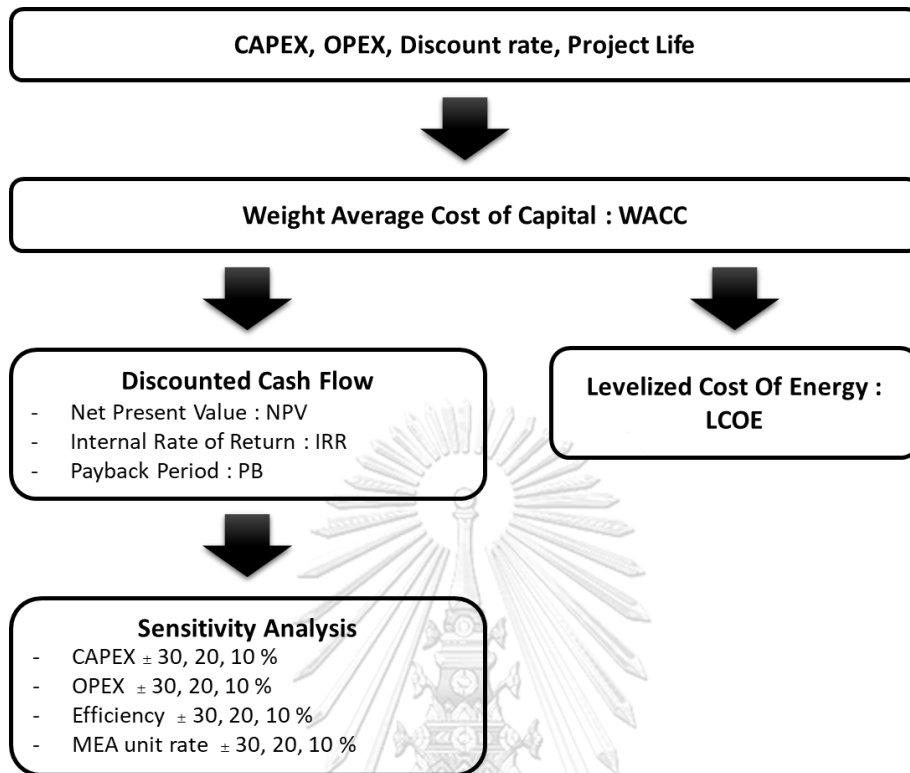 CAPEX, OPEX, Discount rate, Project Life
Weight Average Cost of Capital : WACC
Discounted Cash Flow
- Net Present Value : NPV
- Internal Rate of Return : IRR
- Payback Period : PB
Levelized Cost Of Energy :
LCOE
Sensitivity Analysis
- CAPEX ± 30, 20, 10 %
- OPEX ± 30, 20, 10 %
- Efficiency ± 30, 20, 10 %
- MEA unit rate ± 30, 20, 10 %